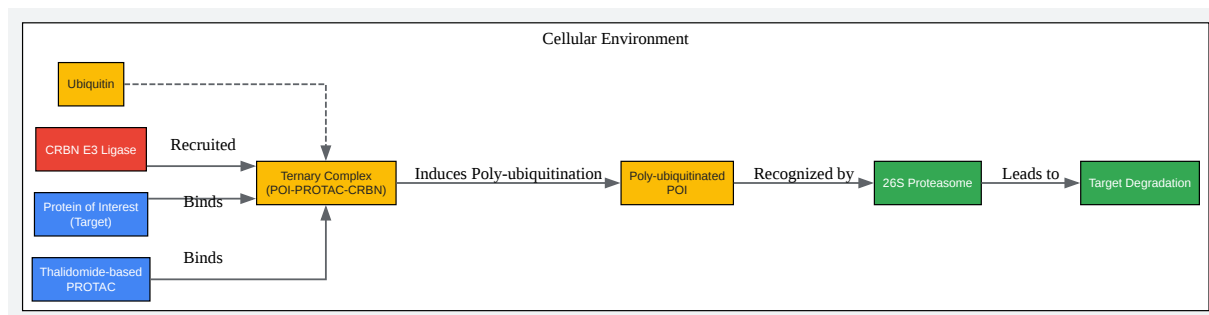 Cellular Environment
Ubiquitin
CRBN E3 Ligase
Recruited
Protein of Interest
(Target)
Binds
Thalidomide-based
PROTAC
Binds
Ternary Complex
(POI-PROTAC-CRBN)
Induces Poly-ubiquitination
Poly-ubiquitinated
POI
Recognized by
26S Proteasome
Leads to
Target Degradation